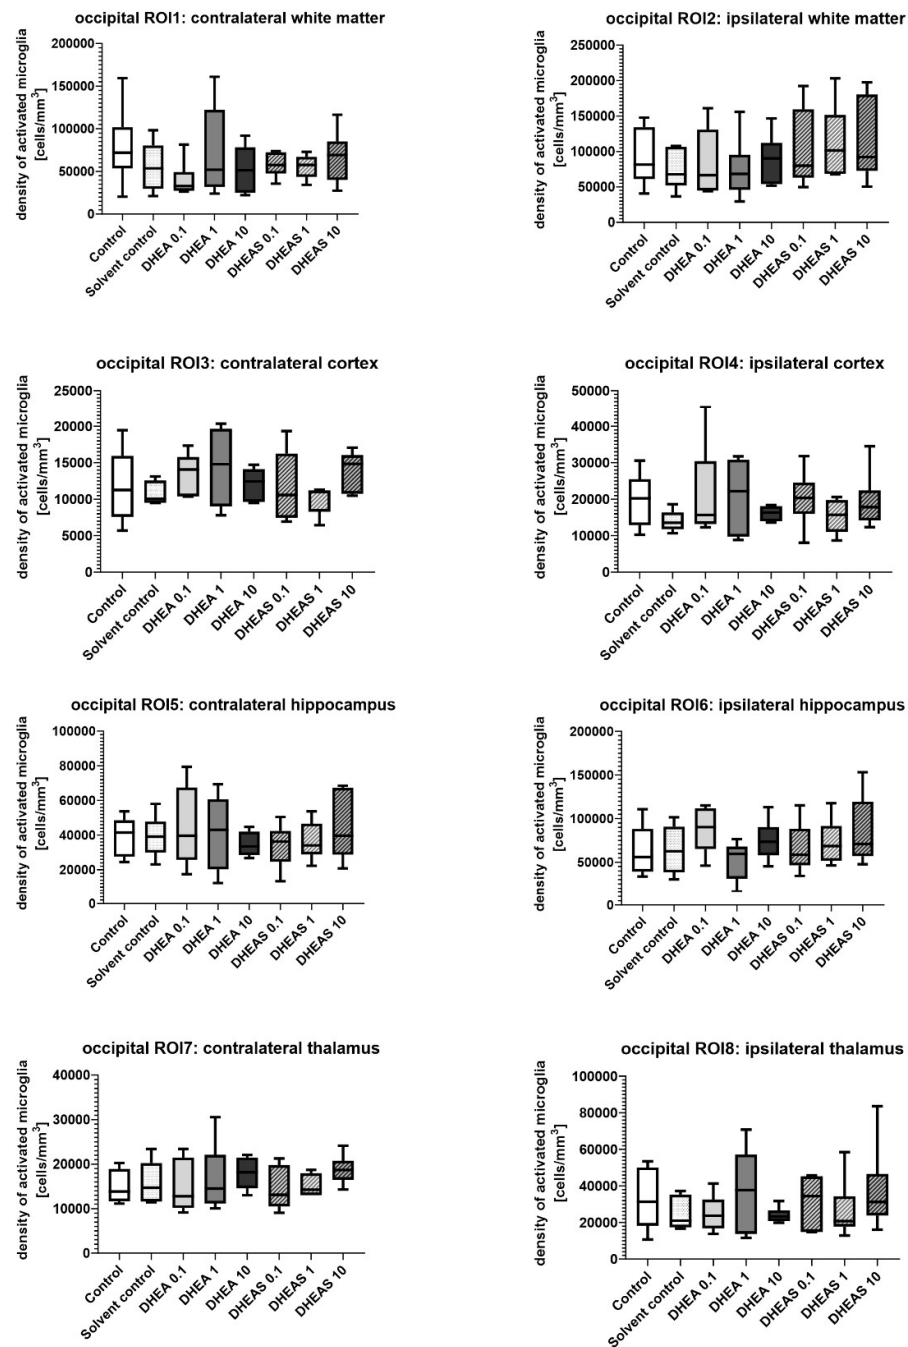 occipital ROI1: contralateral white matter
density of activated microglia
[cells/mm³]
200000
150000
100000
50000
0
Control
Solvent control
DHEA 0.1
DHEA 1
DHEA 10
DHEAS 0.1
DHEAS 1
DHEAS 10
occipital ROI2: ipsilateral white matter
density of activated microglia
[cells/mm³]
250000
200000
150000
100000
50000
0
Control
Solvent control
DHEA 0.1
DHEA 1
DHEA 10
DHEAS 0.1
DHEAS 1
DHEAS 10
occipital ROI3: contralateral cortex
density of activated microglia
[cells/mm³]
25000
20000
15000
10000
5000
0
Control
Solvent control
DHEA 0.1
DHEA 1
DHEA 10
DHEAS 0.1
DHEAS 1
DHEAS 10
occipital ROI4: ipsilateral cortex
density of activated microglia
[cells/mm³]
50000
40000
30000
20000
10000
0
Control
Solvent control
DHEA 0.1
DHEA 1
DHEA 10
DHEAS 0.1
DHEAS 1
DHEAS 10
occipital ROI5: contralateral hippocampus
density of activated microglia
[cells/mm³]
100000
80000
60000
40000
20000
0
Control
Solvent control
DHEA 0.1
DHEA 1
DHEA 10
DHEAS 0.1
DHEAS 1
DHEAS 10
occipital ROI6: ipsilateral hippocampus
density of activated microglia
[cells/mm³]
200000
150000
100000
50000
0
Control
Solvent control
DHEA 0.1
DHEA 1
DHEA 10
DHEAS 0.1
DHEAS 1
DHEAS 10
occipital ROI7: contralateral thalamus
density of activated microglia
[cells/mm³]
40000
30000
20000
10000
0
Control
Solvent control
DHEA 0.1
DHEA 1
DHEA 10
DHEAS 0.1
DHEAS 1
DHEAS 10
occipital ROI8: ipsilateral thalamus
density of activated microglia
[cells/mm³]
100000
80000
60000
40000
20000
0
Control
Solvent control
DHEA 0.1
DHEA 1
DHEA 10
DHEAS 0.1
DHEAS 1
DHEAS 10